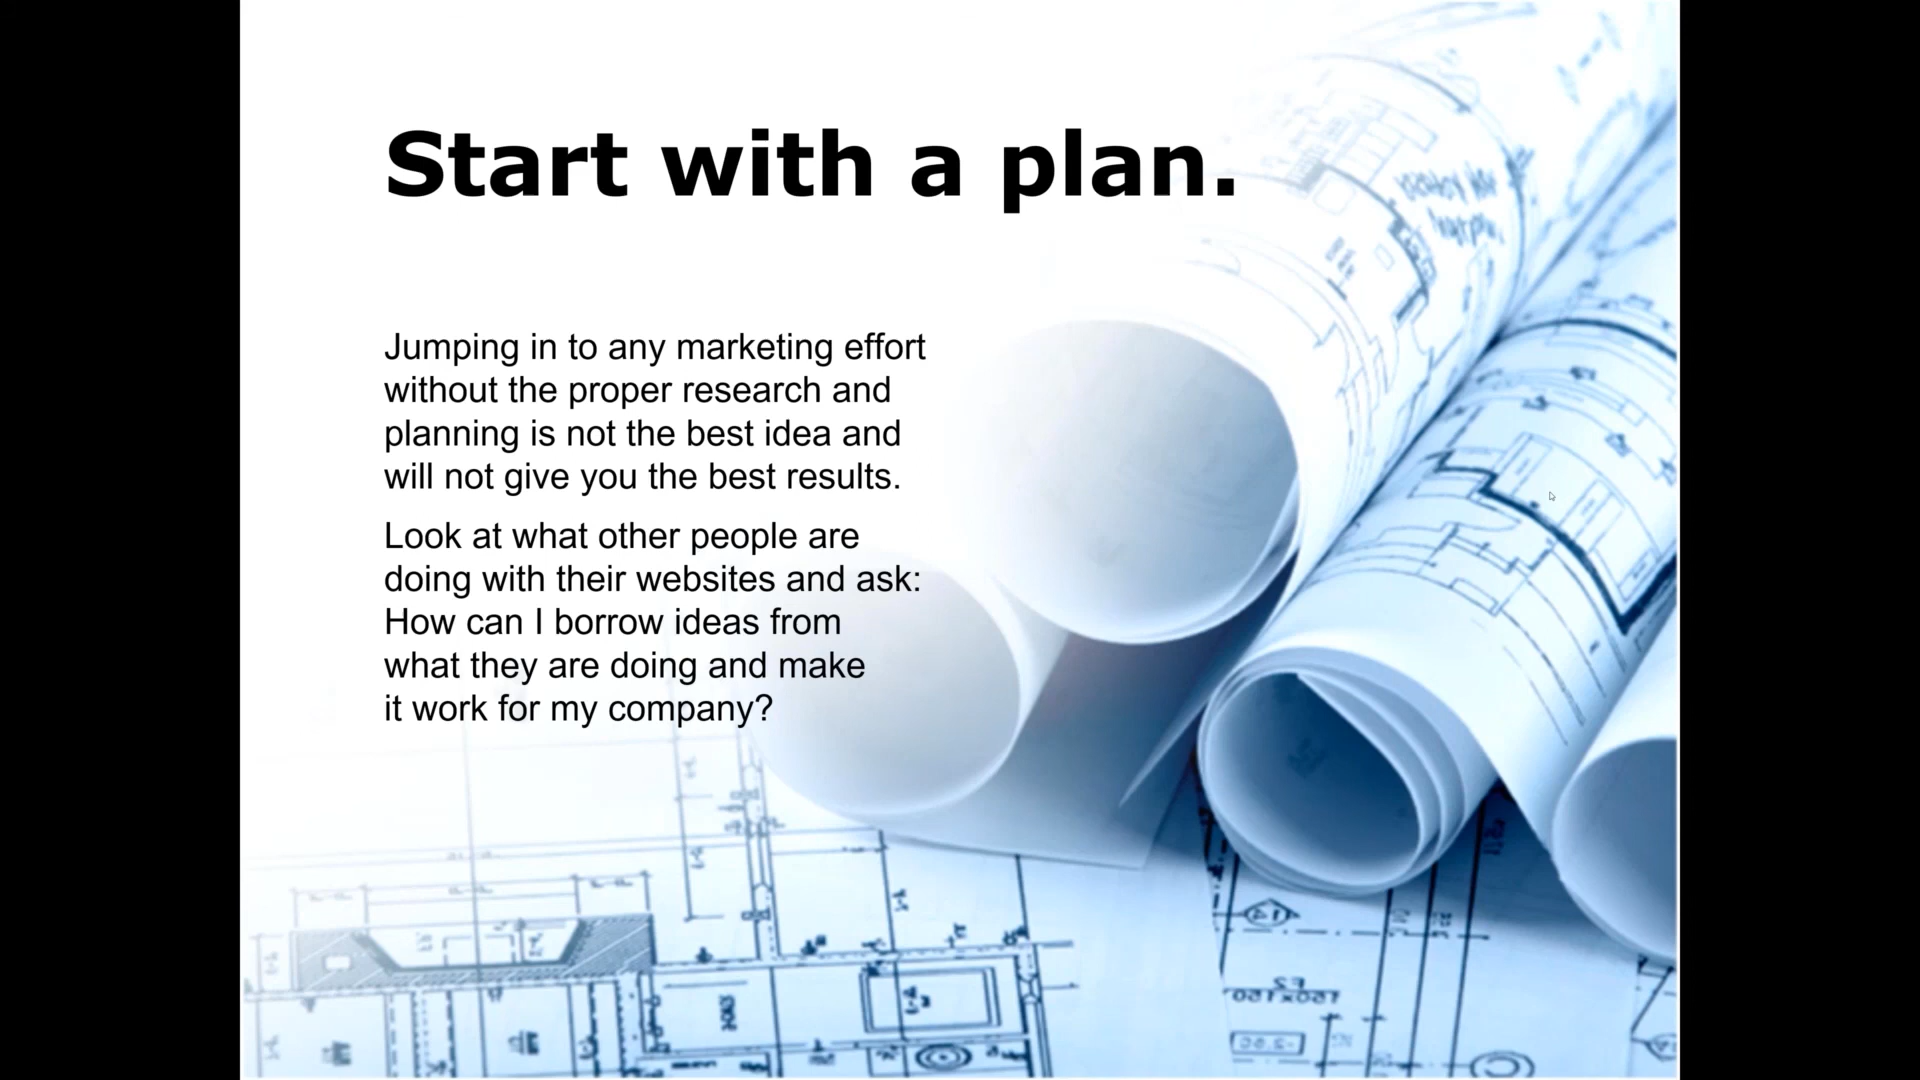 Start with a plan.
Jumping in to any marketing effort
without the proper research and
planning is not the best idea and
will not give you the best results.
Look at what other people are
doing with their websites and ask:
How can I borrow ideas from
what they are doing and make
it work for my company?